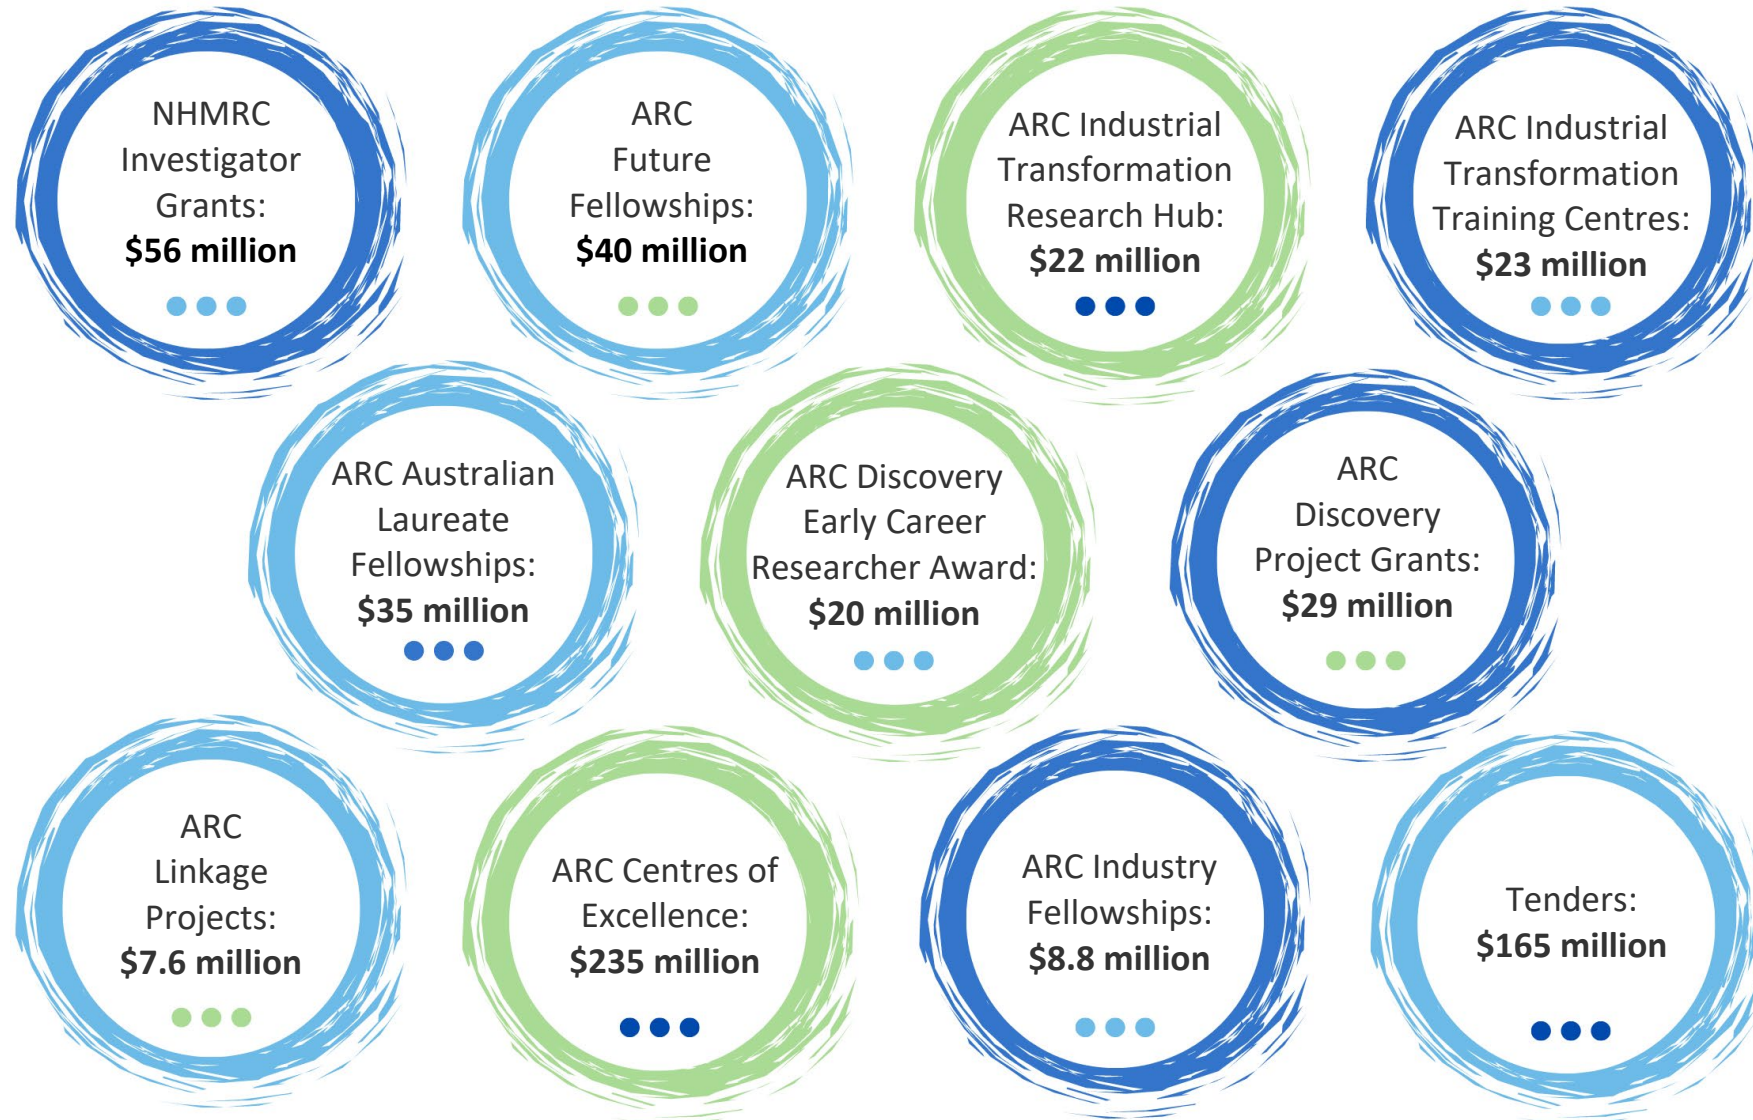 NHMRC
Investigator
Grants:
$56 million
ARC
Future
Fellowships:
$40 million
ARC Industrial
Transformation
Research Hub:
$22 million
ARC Industrial
Transformation
Training Centres:
$23 million
ARC Australian
Laureate
Fellowships:
$35 million
ARC Discovery
Early Career
Researcher Award:
$20 million
ARC
Discovery
Project Grants:
$29 million
ARC
Linkage
Projects:
$7.6 million
ARC Centres of
Excellence:
$235 million
ARC Industry
Fellowships:
$8.8 million
Tenders:
$165 million